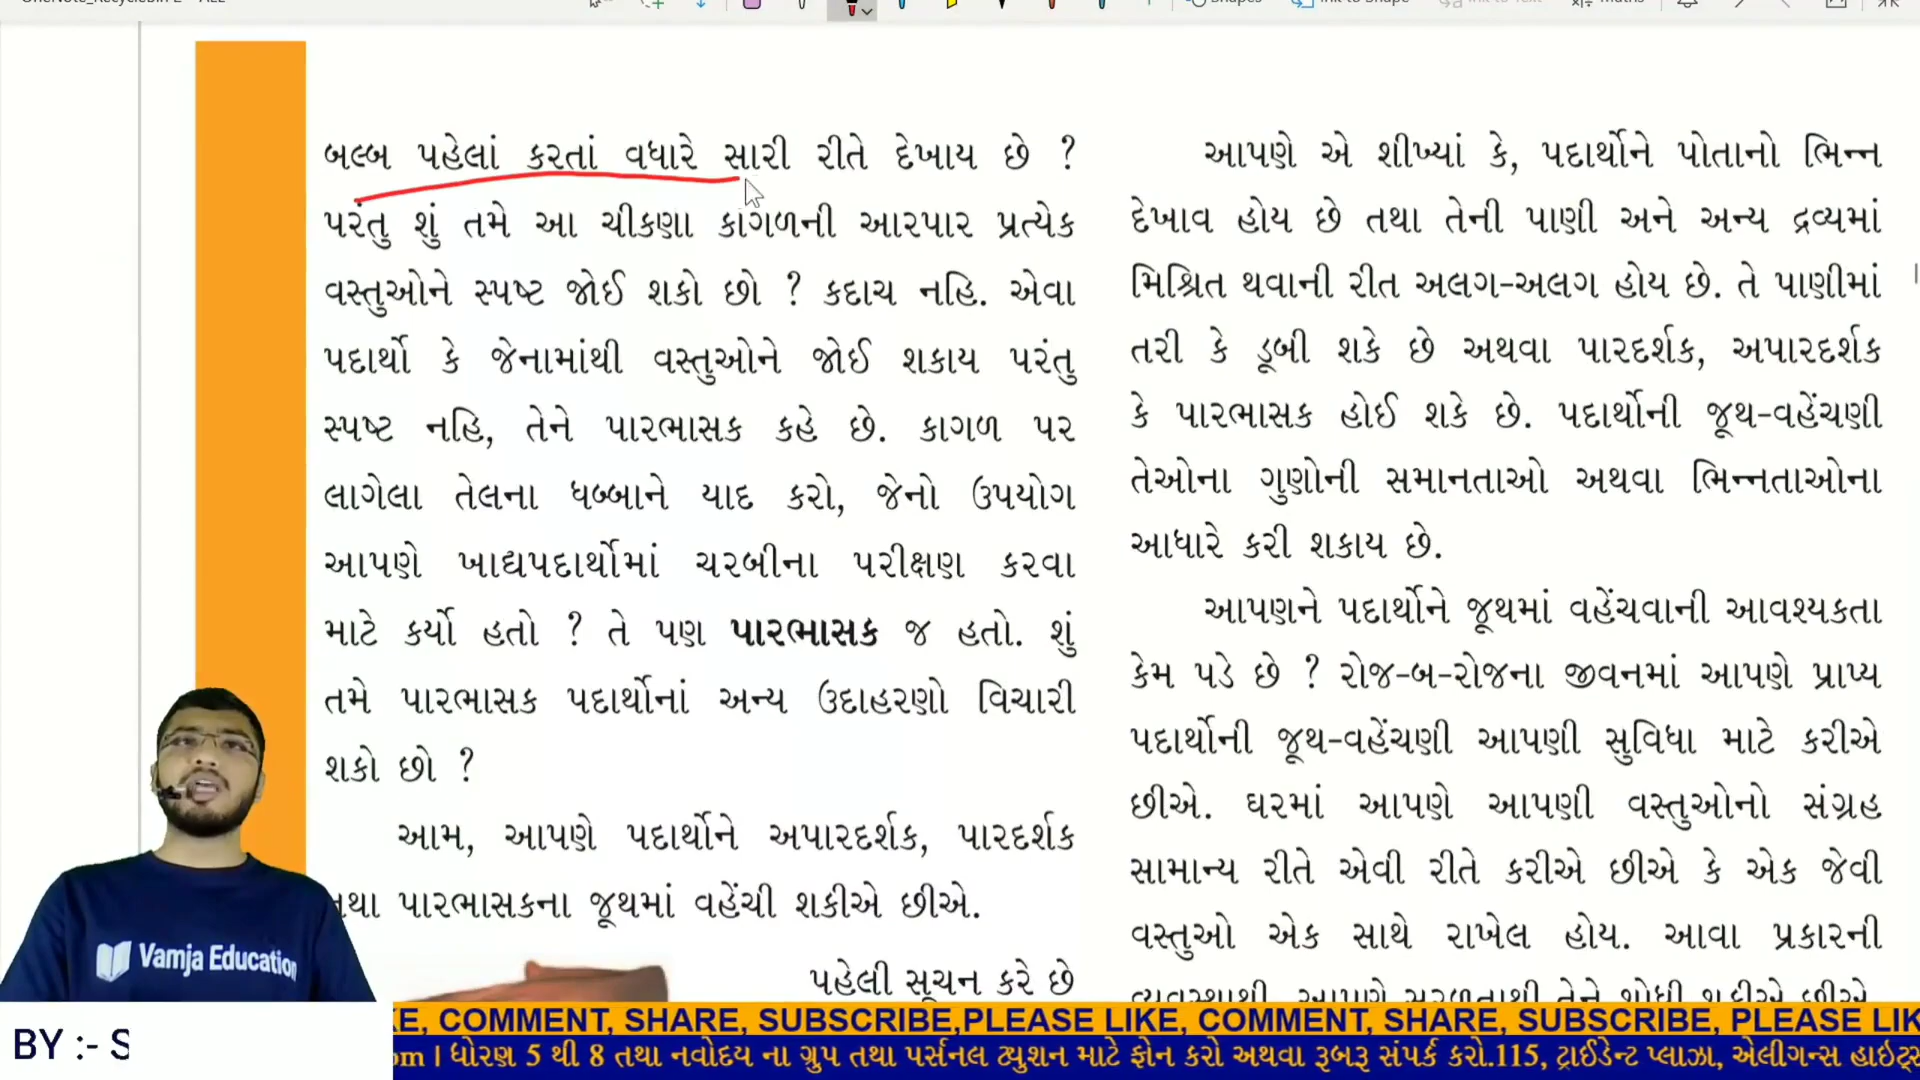 બલ્બ પહેલાં કરતાં વધારે સારી રીતે દેખાય છે ?
પરંતુ શું તમે આ ચીકણા કાગળની આરપાર પ્રત્યેક
વસ્તુઓને સ્પષ્ટ જોઈ શકો છો ? કદાચ નહિ. એવા
પદાર્થો કે જેનામાંથી વસ્તુઓને જોઈ શકાય પરંતુ
સ્પષ્ટ નહિ, તેને પારભાસક કહે છે. કાગળ પર
લાગેલા તેલના ધબ્બાને યાદ કરો, જેનો ઉપયોગ
આપણે ખાદ્યપદાર્થોમાં ચરબીના પરીક્ષણ કરવા
માટે કર્યો હતો ? તે પણ પારભાસક જ હતો. શું
તમે પારભાસક પદાર્થોનાં અન્ય ઉદાહરણો વિચારી
શકો છો ?
આમ, આપણે પદાર્થોને અપારદર્શક, પારદર્શક
તથા પારભાસકના જૂથમાં વહેંચી શકીએ છીએ.
પહેલી સૂચન કરે છે
આપણે એ શીખ્યાં કે, પદાર્થોને પોતાનો ભિન્ન
દેખાવ હોય છે તથા તેની પાણી અને અન્ય દ્રવ્યમાં
મિશ્રિત થવાની રીત અલગ-અલગ હોય છે. તે પાણીમાં
તરી કે ડૂબી શકે છે અથવા પારદર્શક, અપારદર્શક
કે પારભાસક હોઈ શકે છે. પદાર્થોની જૂથ-વહેંચણી
તેઓના ગુણોની સમાનતાઓ અથવા ભિન્નતાઓના
આધારે કરી શકાય છે.
આપણને પદાર્થોને જૂથમાં વહેંચવાની આવશ્યકતા
કેમ પડે છે ? રોજ-બ-રોજના જીવનમાં આપણે પ્રાપ્ય
પદાર્થોની જૂથ-વહેંચણી આપણી સુવિધા માટે કરીએ
છીએ. ઘરમાં આપણે આપણી વસ્તુઓનો સંગ્રહ
સામાન્ય રીતે એવી રીતે કરીએ છીએ કે એક જેવી
વસ્તુઓ એક સાથે રાખેલ હોય. આવા પ્રકારની
Vamja Education
BY :- S
KE, COMMENT, SHARE, SUBSCRIBE,PLEASE LIKE, COMMENT, SHARE, SUBSCRIBE, PLEASE LIK
om | ધોરણ 5 થી 8 તથા નવોદય ના ગ્રુપ તથા પર્સનલ ટ્યુશન માટે ફોન કરો અથવા રૂબરૂ સંપર્ક કરો.115, ટ્રાઈડેન્ટ પ્લાઝા, એલીગન્સ હાઇટ્સ